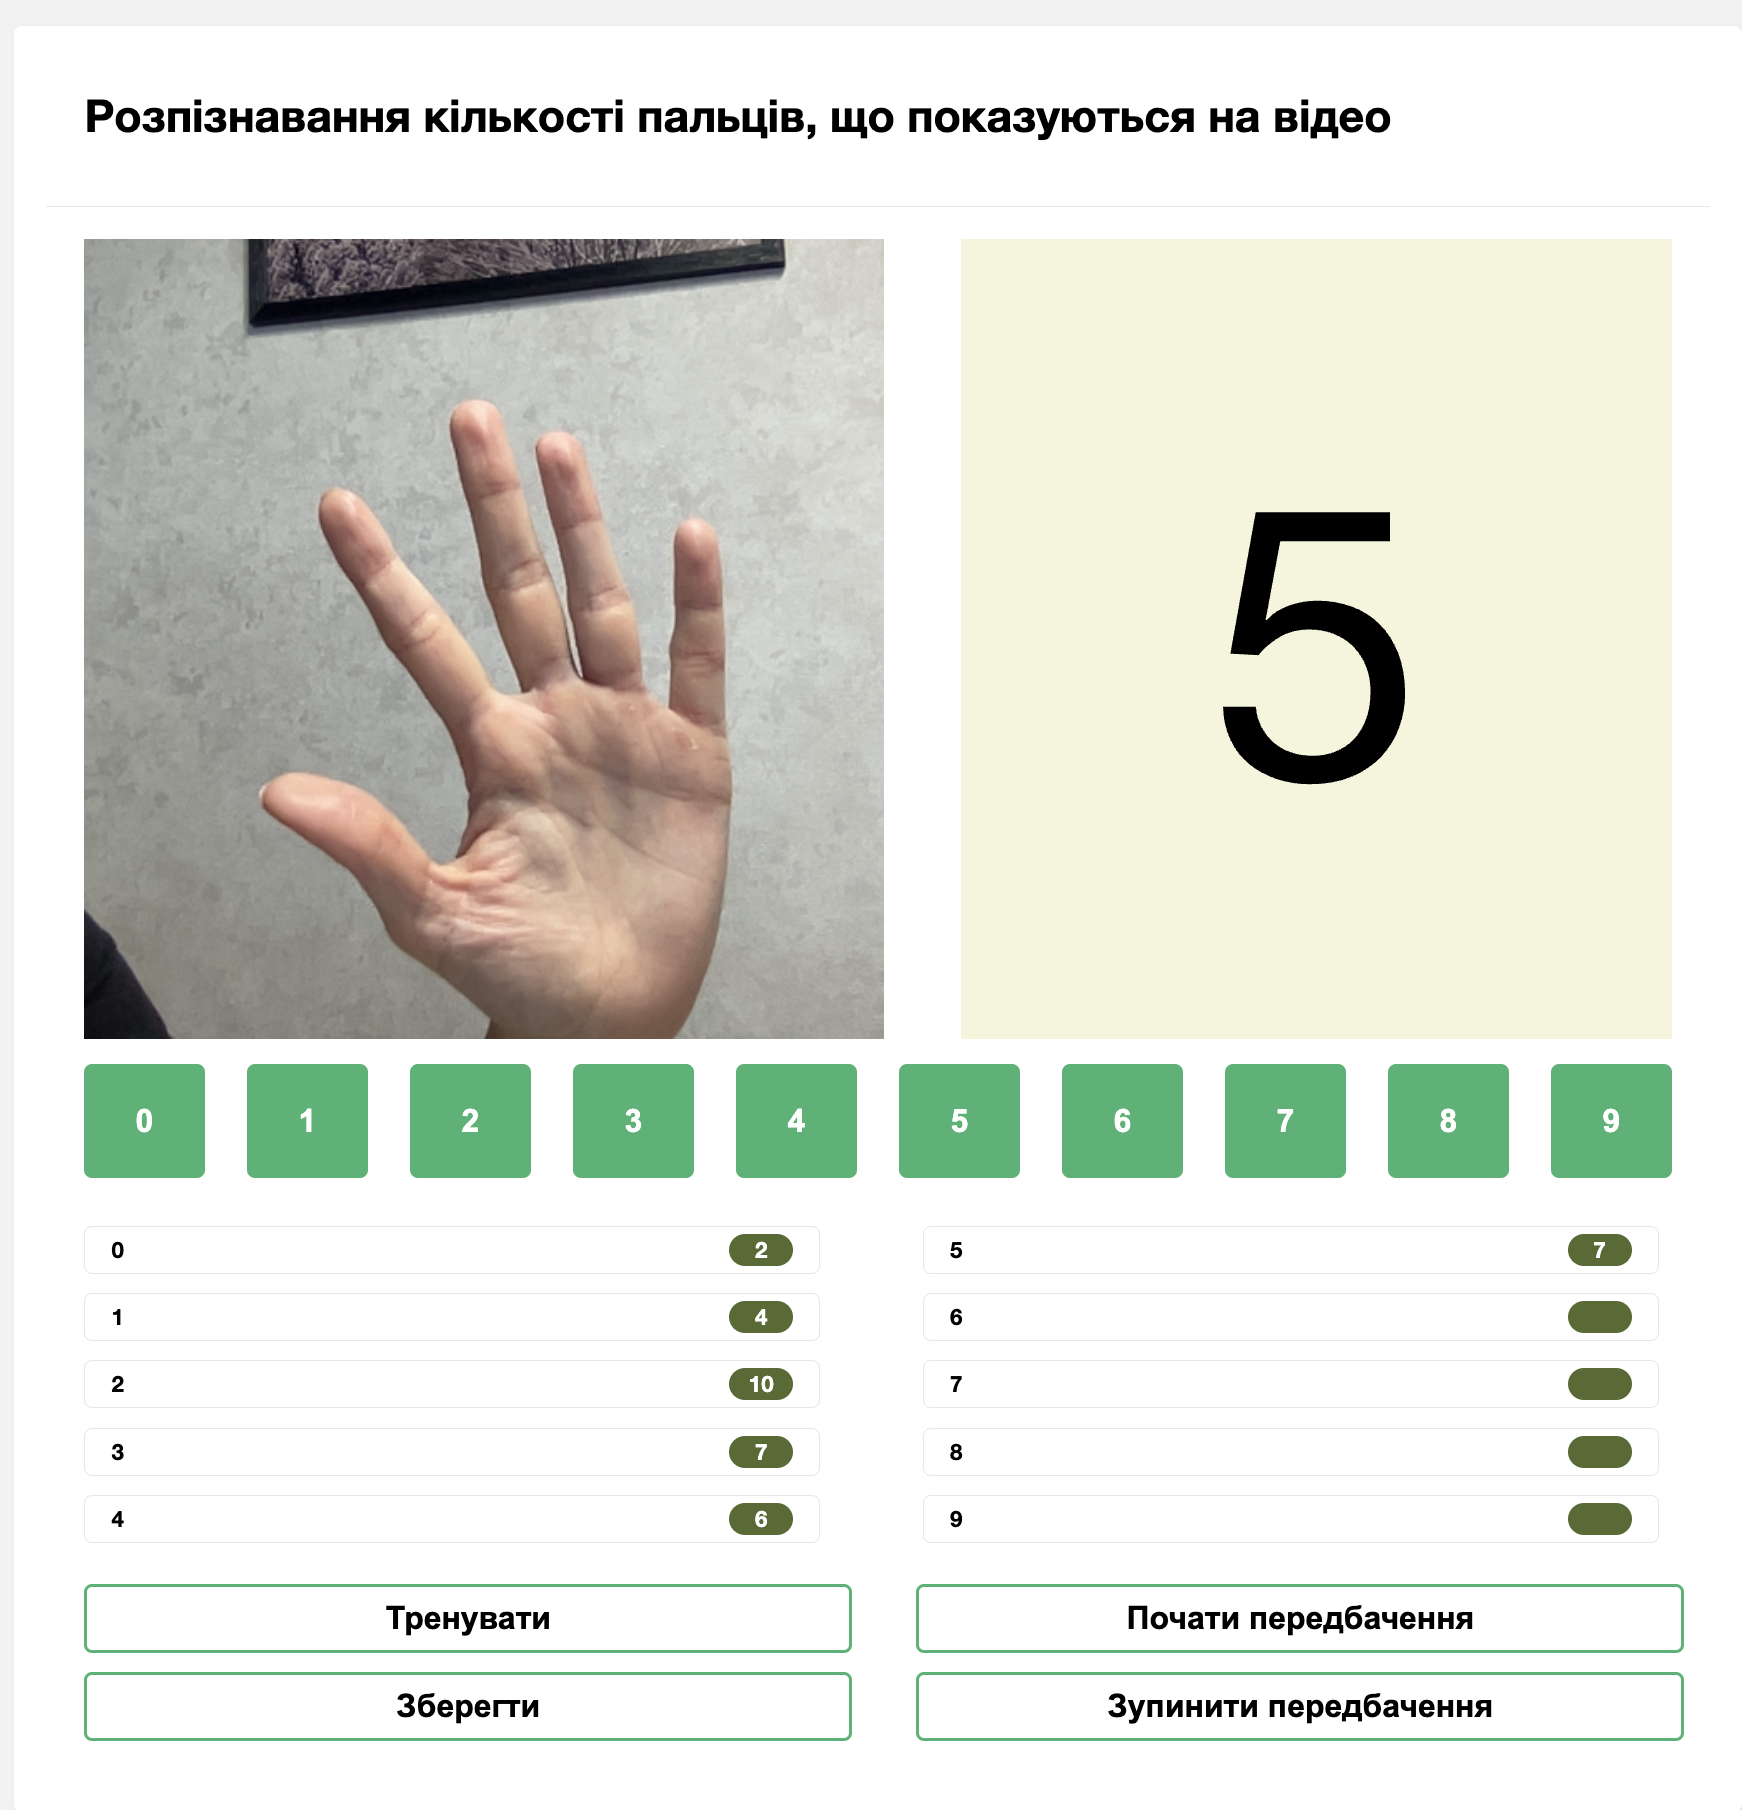 Розпізнавання кількості пальців, що показуються на відео
5
0 1 2 3 4 5 6 7 8 9
0 2
1 4
2 10
3 7
4 6
5 7
6
7
8
9
Тренувати
Почати передбачення
Зберегти
Зупинити передбачення